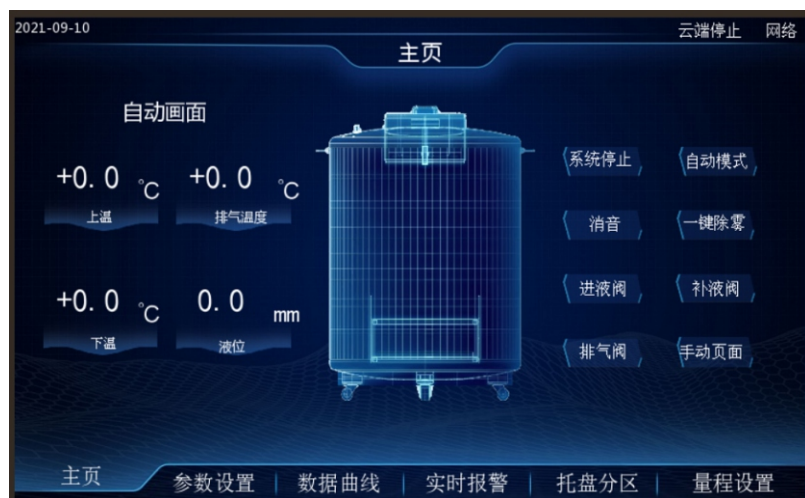 2021-09-10
云端停止 网络
主页
自动画面
+0.0 ℃ +0.0 ℃
上温 排气温度
+0.0 ℃ 0.0 mm
下温 液位
系统停止 自动模式
消音 一键除雾
进液阀 补液阀
排气阀 手动页面
主页 参数设置 数据曲线 实时报警 托盘分区 量程设置